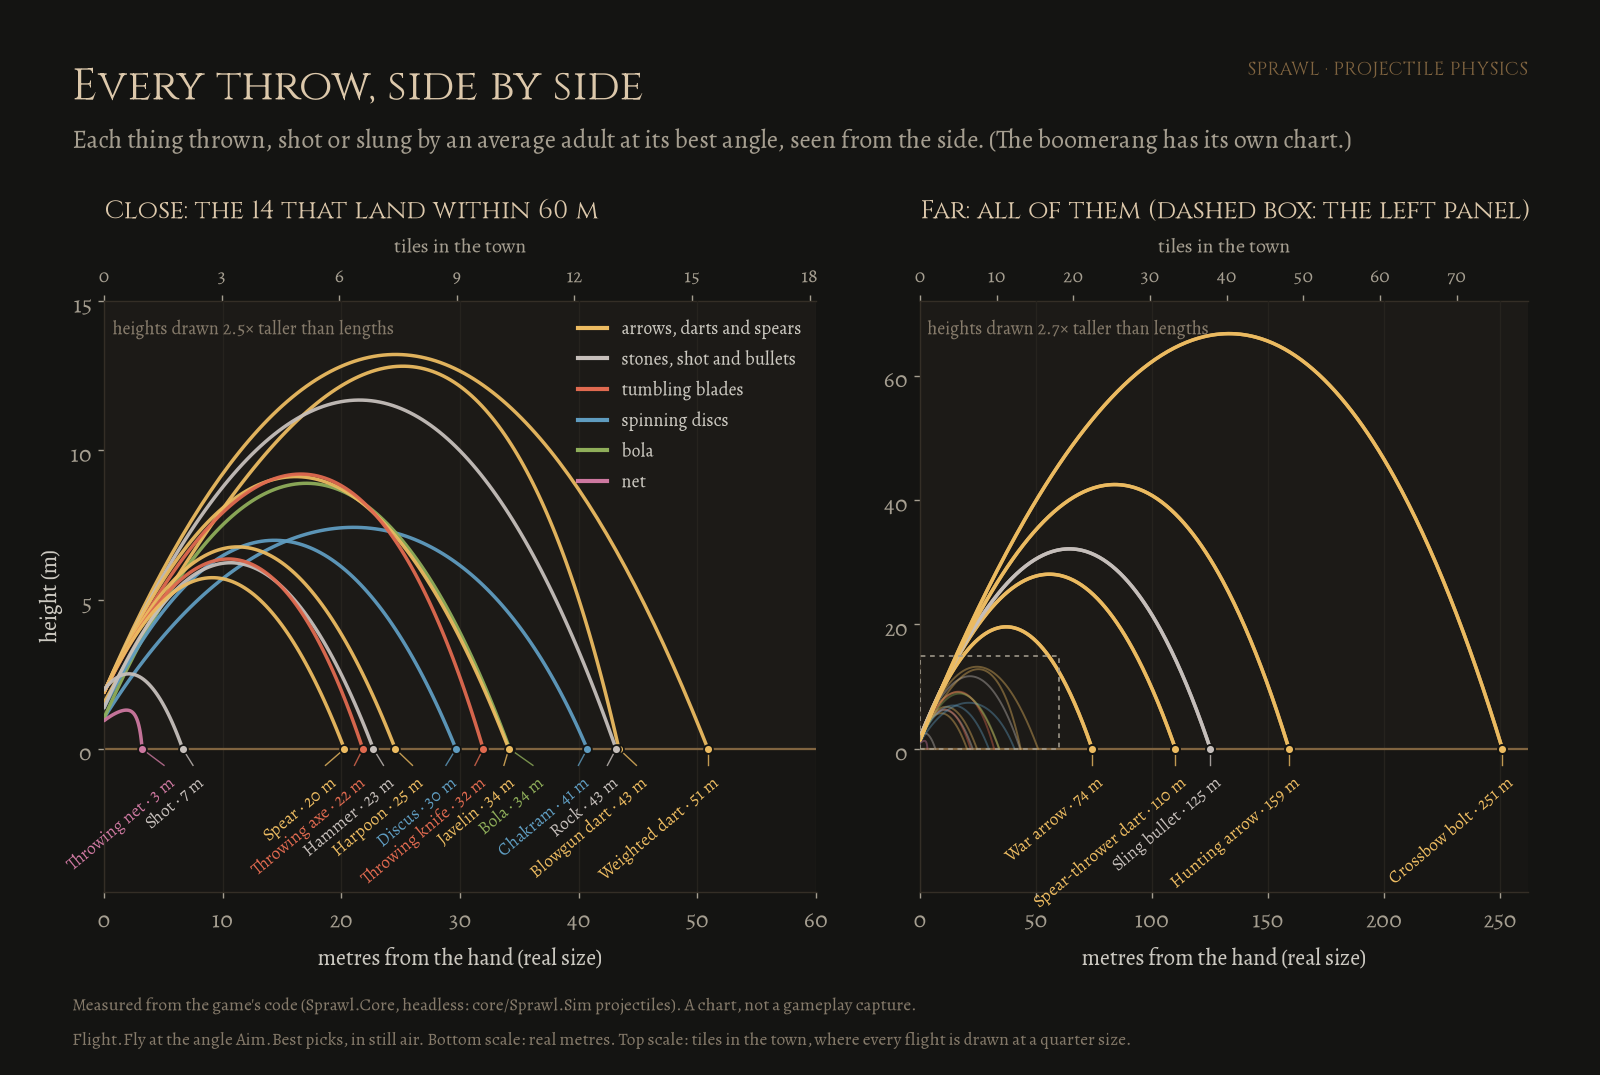 EVERY THROW, SIDE BY SIDE
SPRAWL · PROJECTILE PHYSICS
Each thing thrown, shot or slung by an average adult at its best angle, seen from the side. (The boomerang has its own chart.)
CLOSE: THE 14 THAT LAND WITHIN 60 M
tiles in the town
0 3 6 9 12 15 18
15
10
5
0
height (m)
heights drawn 2.5× taller than lengths
arrows, darts and spears
stones, shot and bullets
tumbling blades
spinning discs
bola
net
Throwing net · 3 m
Shot · 7 m
Spear · 20 m
Throwing axe · 22 m
Hammer · 23 m
Harpoon · 25 m
Discus · 30 m
Throwing knife · 32 m
Javelin · 34 m
Bola · 34 m
Chakram · 41 m
Rock · 43 m
Blowgun dart · 43 m
Weighted dart · 51 m
0 10 20 30 40 50 60
metres from the hand (real size)
FAR: ALL OF THEM (DASHED BOX: THE LEFT PANEL)
tiles in the town
0 10 20 30 40 50 60 70
heights drawn 2.7× taller than lengths
60
40
20
0
War arrow · 74 m
Spear-thrower dart · 110 m
Sling bullet · 125 m
Hunting arrow · 159 m
Crossbow bolt · 251 m
0 50 100 150 200 250
metres from the hand (real size)
Measured from the game's code (Sprawl.Core, headless: core/Sprawl.Sim projectiles). A chart, not a gameplay capture.
Flight.Fly at the angle Aim.Best picks, in still air. Bottom scale: real metres. Top scale: tiles in the town, where every flight is drawn at a quarter size.